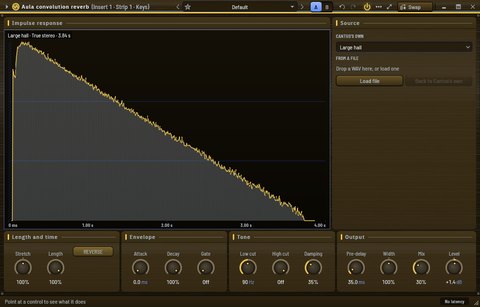 Aula convolution reverb (Insert 1 · Strip 1 · Keys)
Default
A
B
Swap
Impulse response
Large hall · True stereo · 3.84 s
0 ms
1.00 s
2.00 s
3.00 s
4.00 s
Source
CANTUS'S OWN
Large hall
FROM A FILE
Drop a WAV here, or load one
Load file
Back to Cantus's own
Length and time
Stretch
100%
Length
100%
REVERSE
Envelope
Attack
0.0 ms
Decay
100%
Gate
Off
Tone
Low cut
90 Hz
High cut
Off
Damping
35%
Output
Pre-delay
35.0 ms
Width
100%
Mix
30%
Level
+1.4 dB
Point at a control to see what it does
No latency